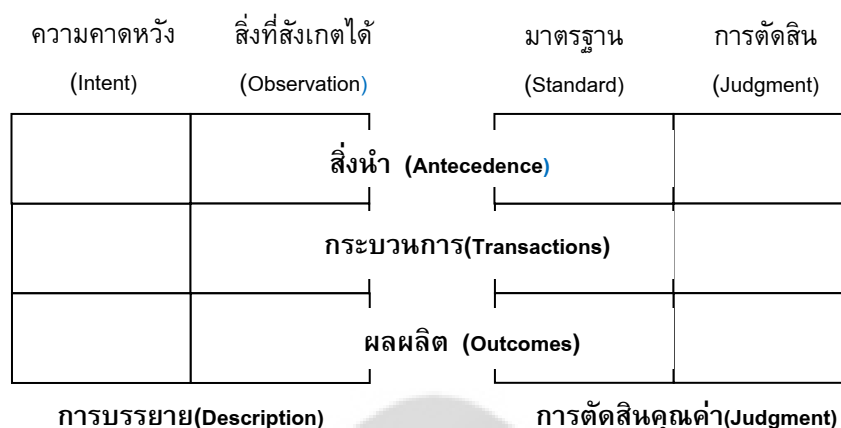 ความคาดหวัง สิ่งที่สังเกตได้ มาตรฐาน การตัดสิน
(Intent) (Observation) (Standard) (Judgment)
สิ่งนำ (Antecedence)
กระบวนการ(Transactions)
ผลผลิต (Outcomes)
การบรรยาย(Description) การตัดสินคุณค่า(Judgment)